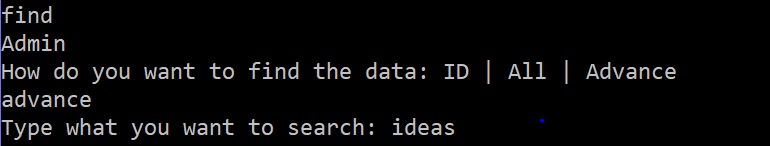 find
Admin
How do you want to find the data: ID | All | Advance
advance
Type what you want to search: ideas